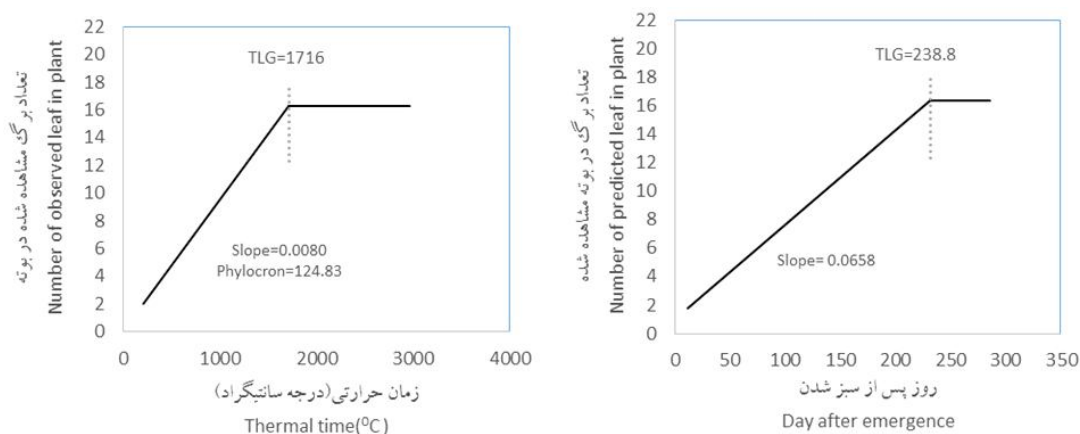 22
20
18
16
14
12
10
8
6
4
2
0
TLG=1716
Slope=0.0080
Phylocron=124.83
0 1000 2000 3000 4000
زمان حرارتی(درجه سانتیگراد)
Thermal time(⁰C)
تعداد برگ مشاهده شده در بوته
Number of observed leaf in plant
22
20
18
16
14
12
10
8
6
4
2
0
TLG=238.8
Slope= 0.0658
0 50 100 150 200 250 300 350
روز پس از سبز شدن
Day after emergence
تعداد برگ در بوته مشاهده شده
Number of predicted leaf in plant